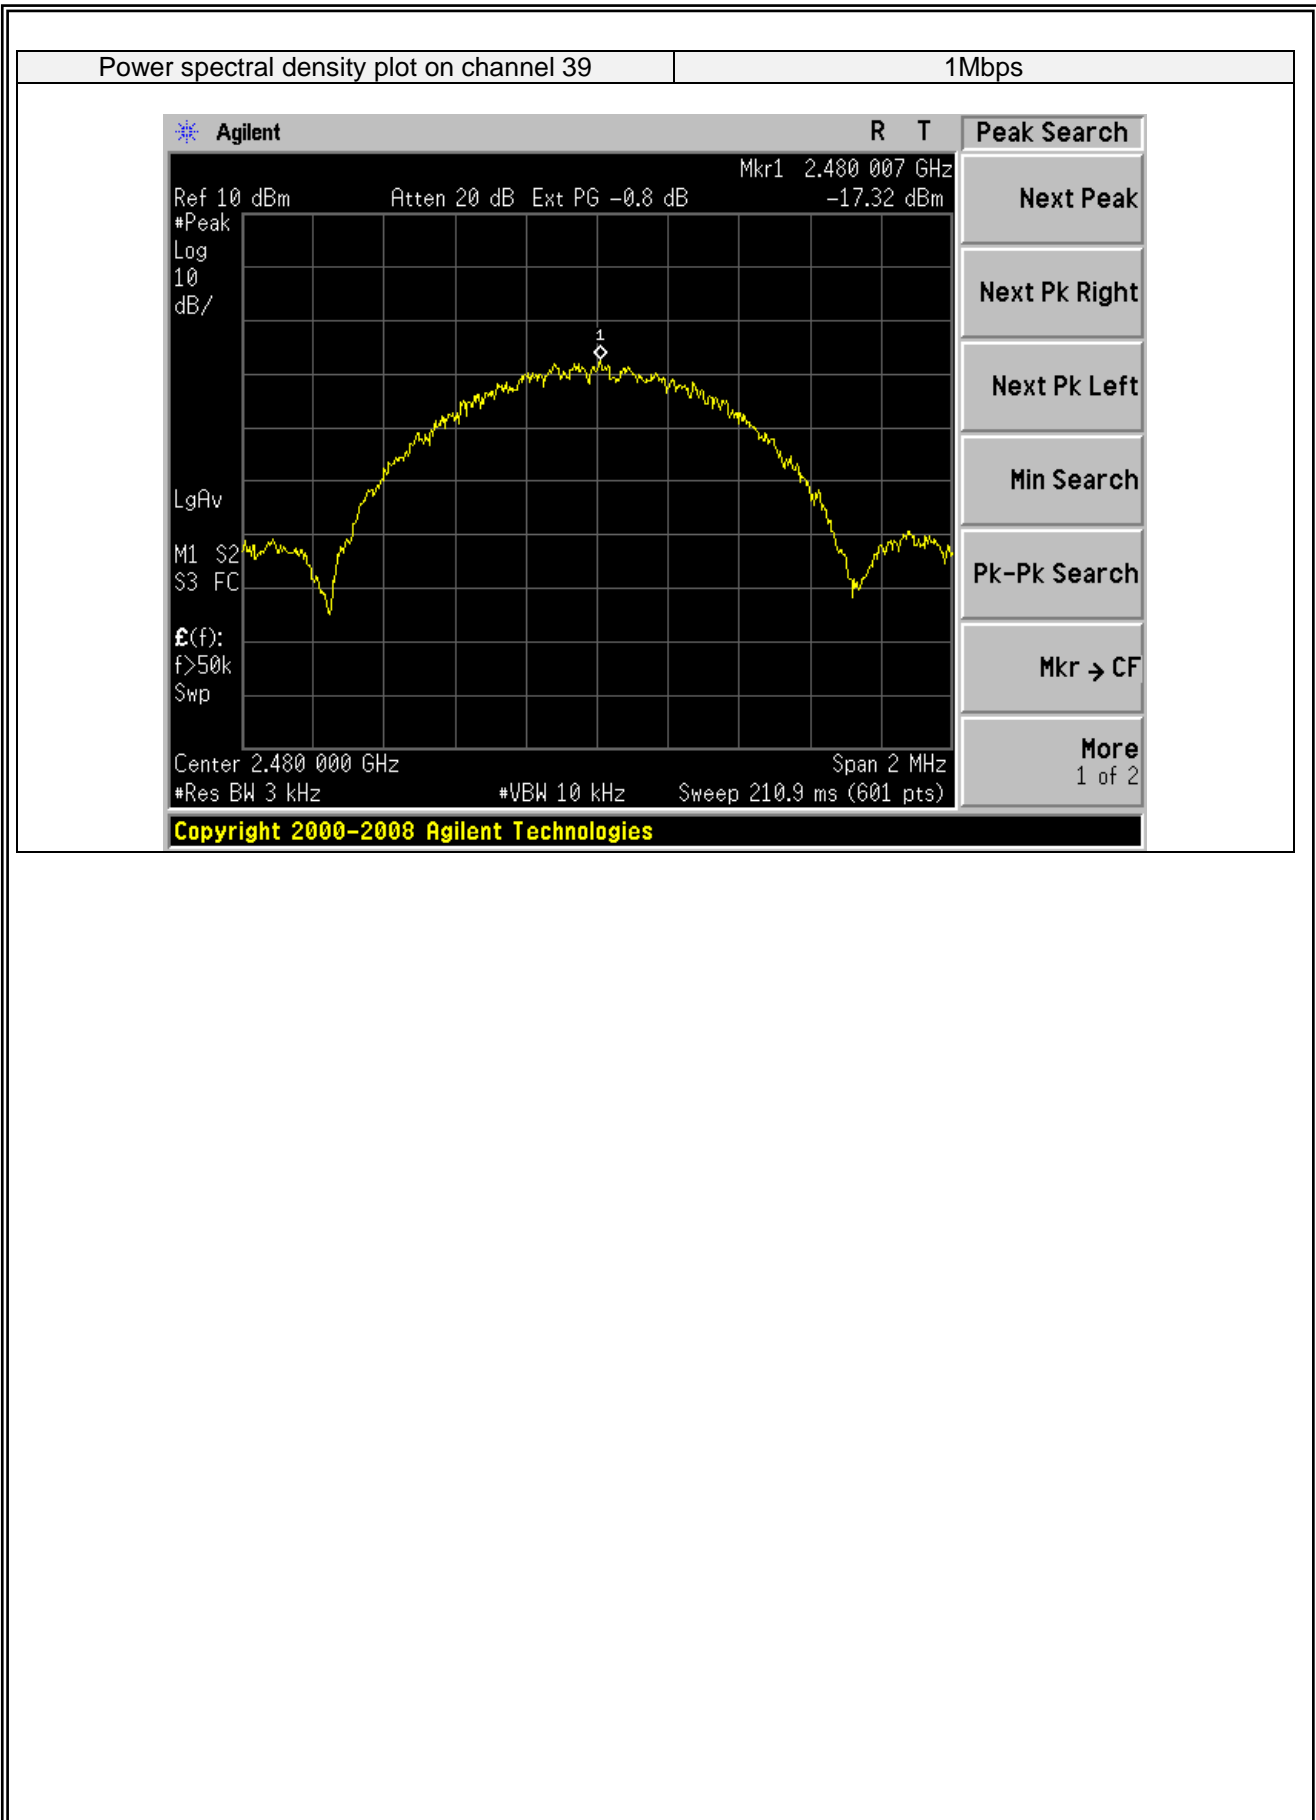 Power spectral density plot on channel 39 1Mbps
Agilent R T Peak Search
Mkr1 2.480 007 GHz
Ref 10 dBm Atten 20 dB Ext PG -0.8 dB -17.32 dBm
#Peak
Log
10
dB/
1
LgAv
M1 S2
S3 FC
£(f):
f>50k
Swp
Center 2.480 000 GHz Span 2 MHz
#Res BW 3 kHz #VBW 10 kHz Sweep 210.9 ms (601 pts)
Copyright 2000-2008 Agilent Technologies
Next Peak
Next Pk Right
Next Pk Left
Min Search
Pk-Pk Search
Mkr → CF
More
1 of 2